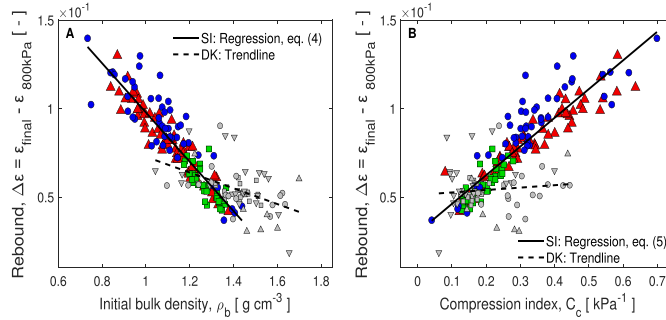 ×10⁻¹
A
SI: Regression, eq. (4)
DK: Trendline
Rebound, Δε = ε_final - ε_800kPa [ - ]
1.5
1
0.5
0
0.6 0.8 1 1.2 1.4 1.6 1.8
Initial bulk density, ρ_b [ g cm⁻³ ]
×10⁻¹
B
Rebound, Δε = ε_final - ε_800kPa [ - ]
1.5
1
0.5
0
SI: Regression, eq. (5)
DK: Trendline
0 0.1 0.2 0.3 0.4 0.5 0.6 0.7
Compression index, C_c [ kPa⁻¹ ]